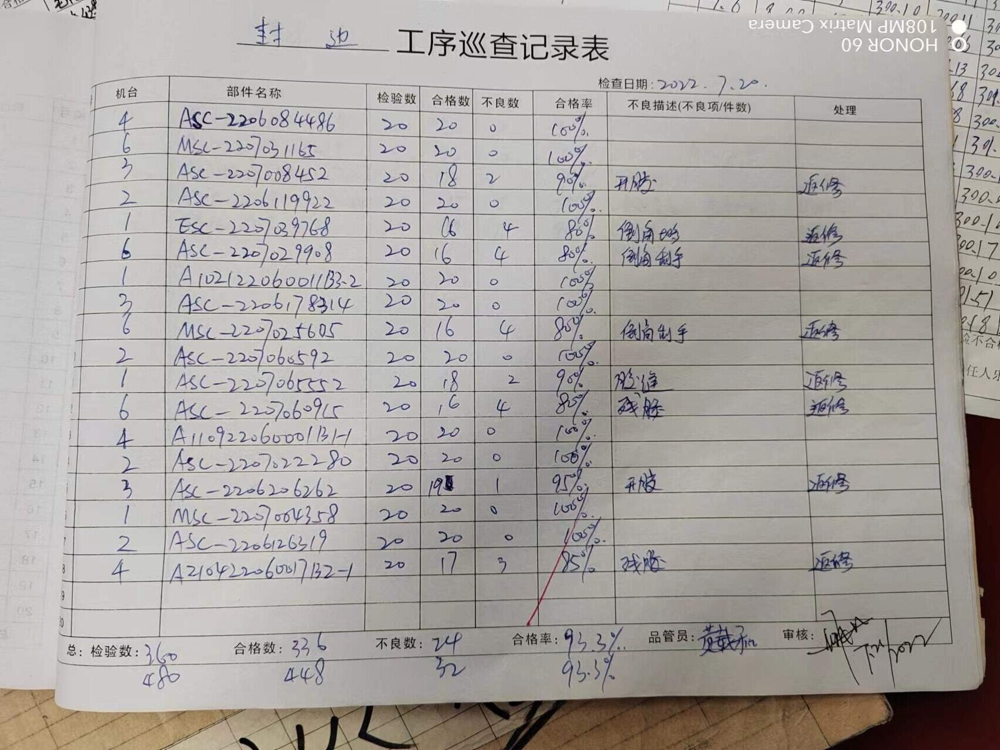 封 边 工序巡查记录表
HONOR 60
108MP Matrix Camera
检查日期: 2022.7.20.
机台 部件名称 检验数 合格数 不良数 合格率 不良描述(不良项/件数) 处理
4 ASC-2206084486 20 20 0 100%
6 MSC-2207031165 20 20 0 100%
3 ASC-2207008452 20 18 2 90% 开胶 返修
2 ASC-2206119922 20 20 0 100%
1 ESC-2207039768 20 16 4 80% 倒角 返修
6 ASC-2207029908 20 16 4 80% 倒角刮手 返修
1 A1021220600011B3-2 20 20 0 100%
3 ASC-2206178314 20 20 0 100%
6 MSC-2207025605 20 16 4 80% 倒角刮手 返修
2 ASC-2207060592 20 20 0 100%
1 ASC-2207065552 20 18 2 90% 胶缝 返修
6 ASC-2207060915 20 16 4 80% 残胶 返修
4 A110922060001B1-1 20 20 0 100%
2 ASC-2207022280 20 20 0 100%
3 ASC-2206206262 20 19 1 95% 开胶 返修
1 MSC-2207004358 20 20 0 100%
2 ASC-2206126319 20 20 0 100%
4 A210422060017B2-1 20 17 3 85% 残胶 返修
总: 检验数: 360 合格数: 336 不良数: 24 合格率: 93.3% 品管员: 审核:
480 448 32 93.3%